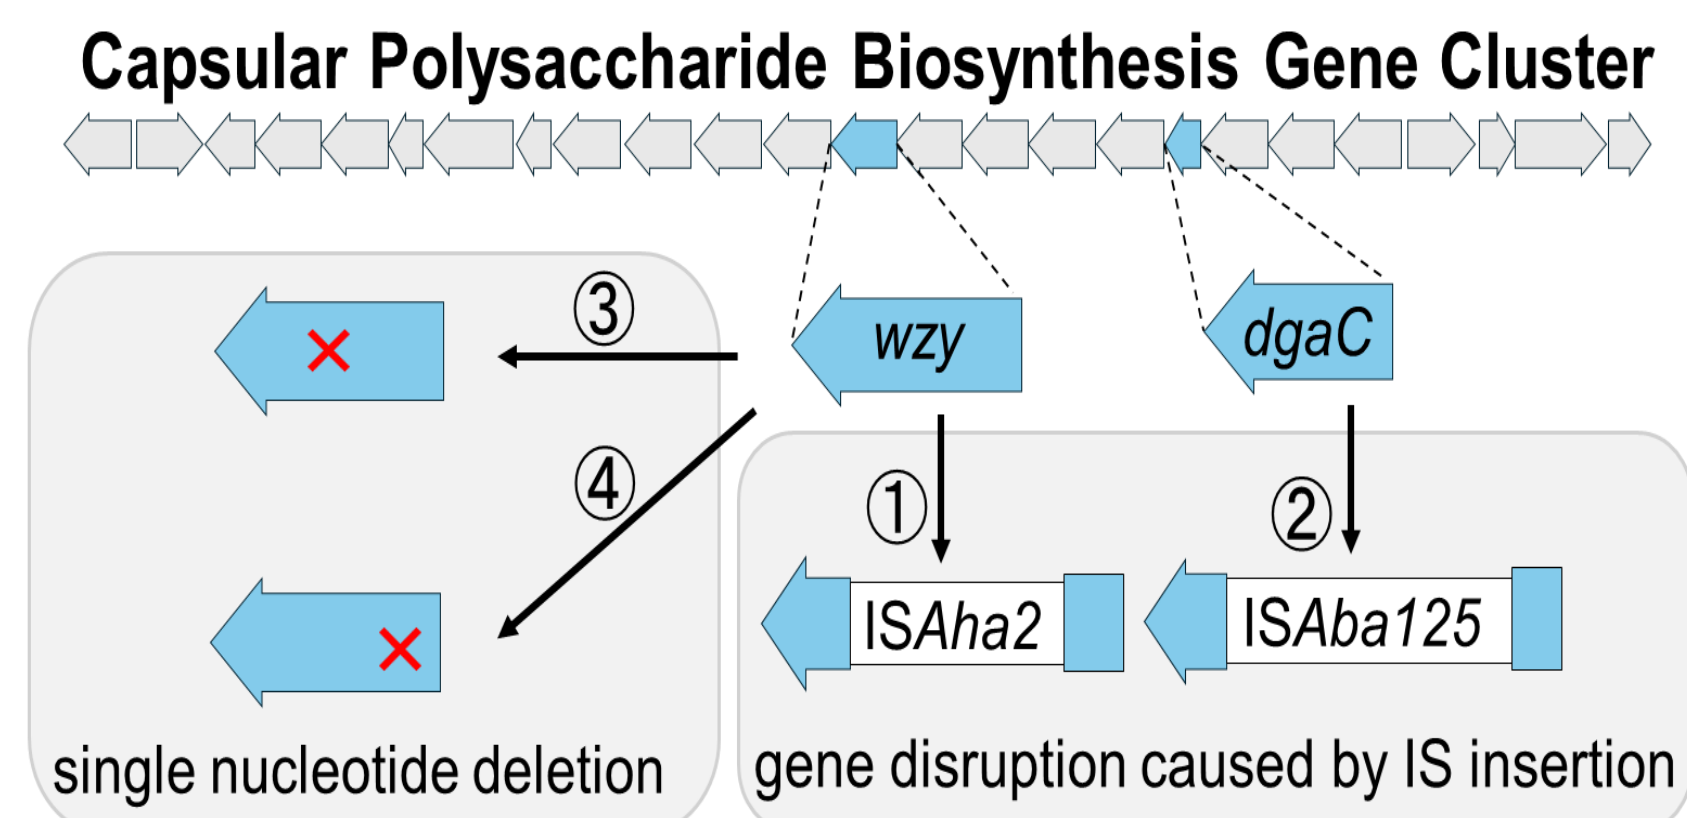 Capsular Polysaccharide Biosynthesis Gene Cluster
③
wzy
dgaC
④
①
②
ISAha2
ISAba125
single nucleotide deletion
gene disruption caused by IS insertion